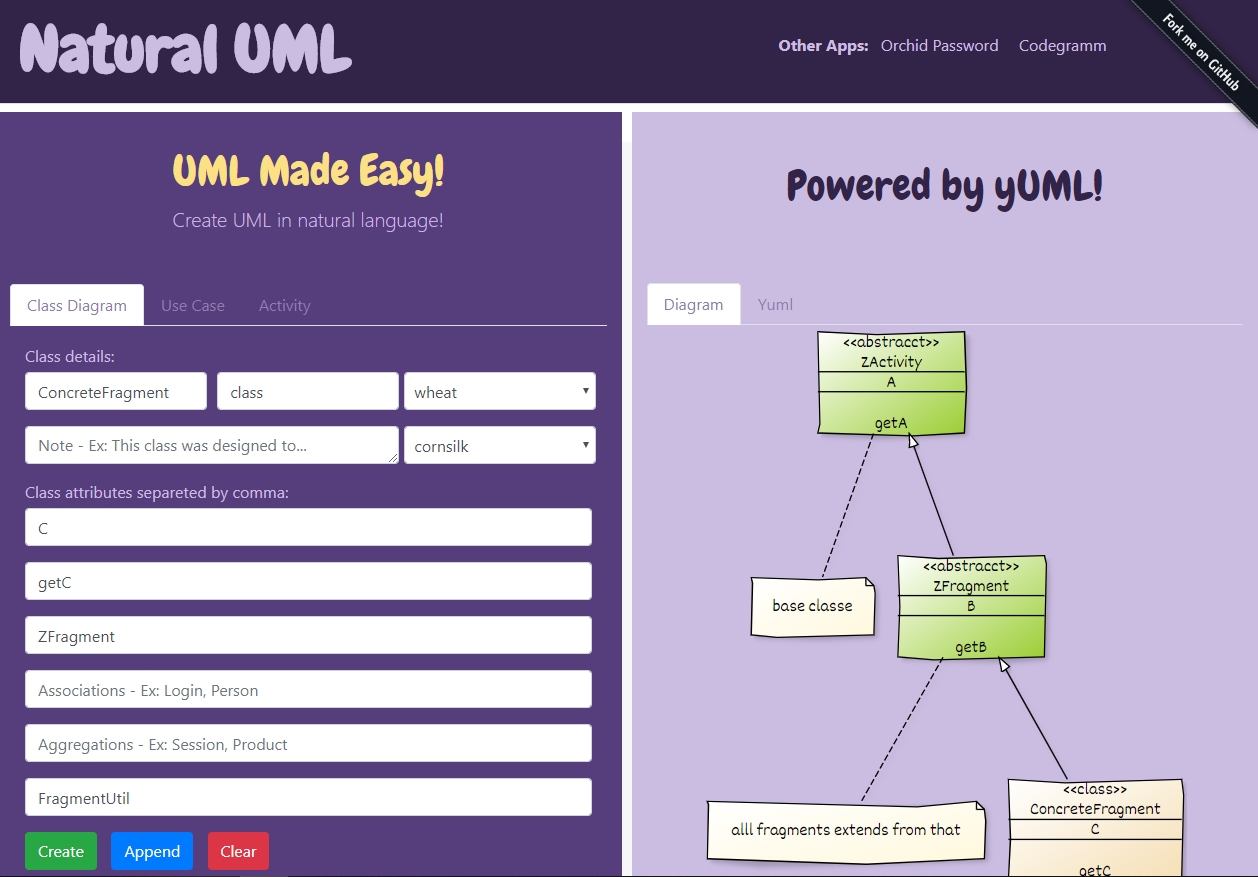 Natural UML
Other Apps: Orchid Password Codegramm
Fork me on GitHub
UML Made Easy!
Create UML in natural language!
Class Diagram Use Case Activity
Class details:
ConcreteFragment class wheat
Note - Ex: This class was designed to... cornsilk
Class attributes separeted by comma:
C
getC
ZFragment
Associations - Ex: Login, Person
Aggregations - Ex: Session, Product
FragmentUtil
Create Append Clear
Powered by yUML!
Diagram Yuml
<<abstracct>>
ZActivity
A
getA
base classe
<<abstracct>>
ZFragment
B
getB
alll fragments extends from that
<<class>>
ConcreteFragment
C
getC